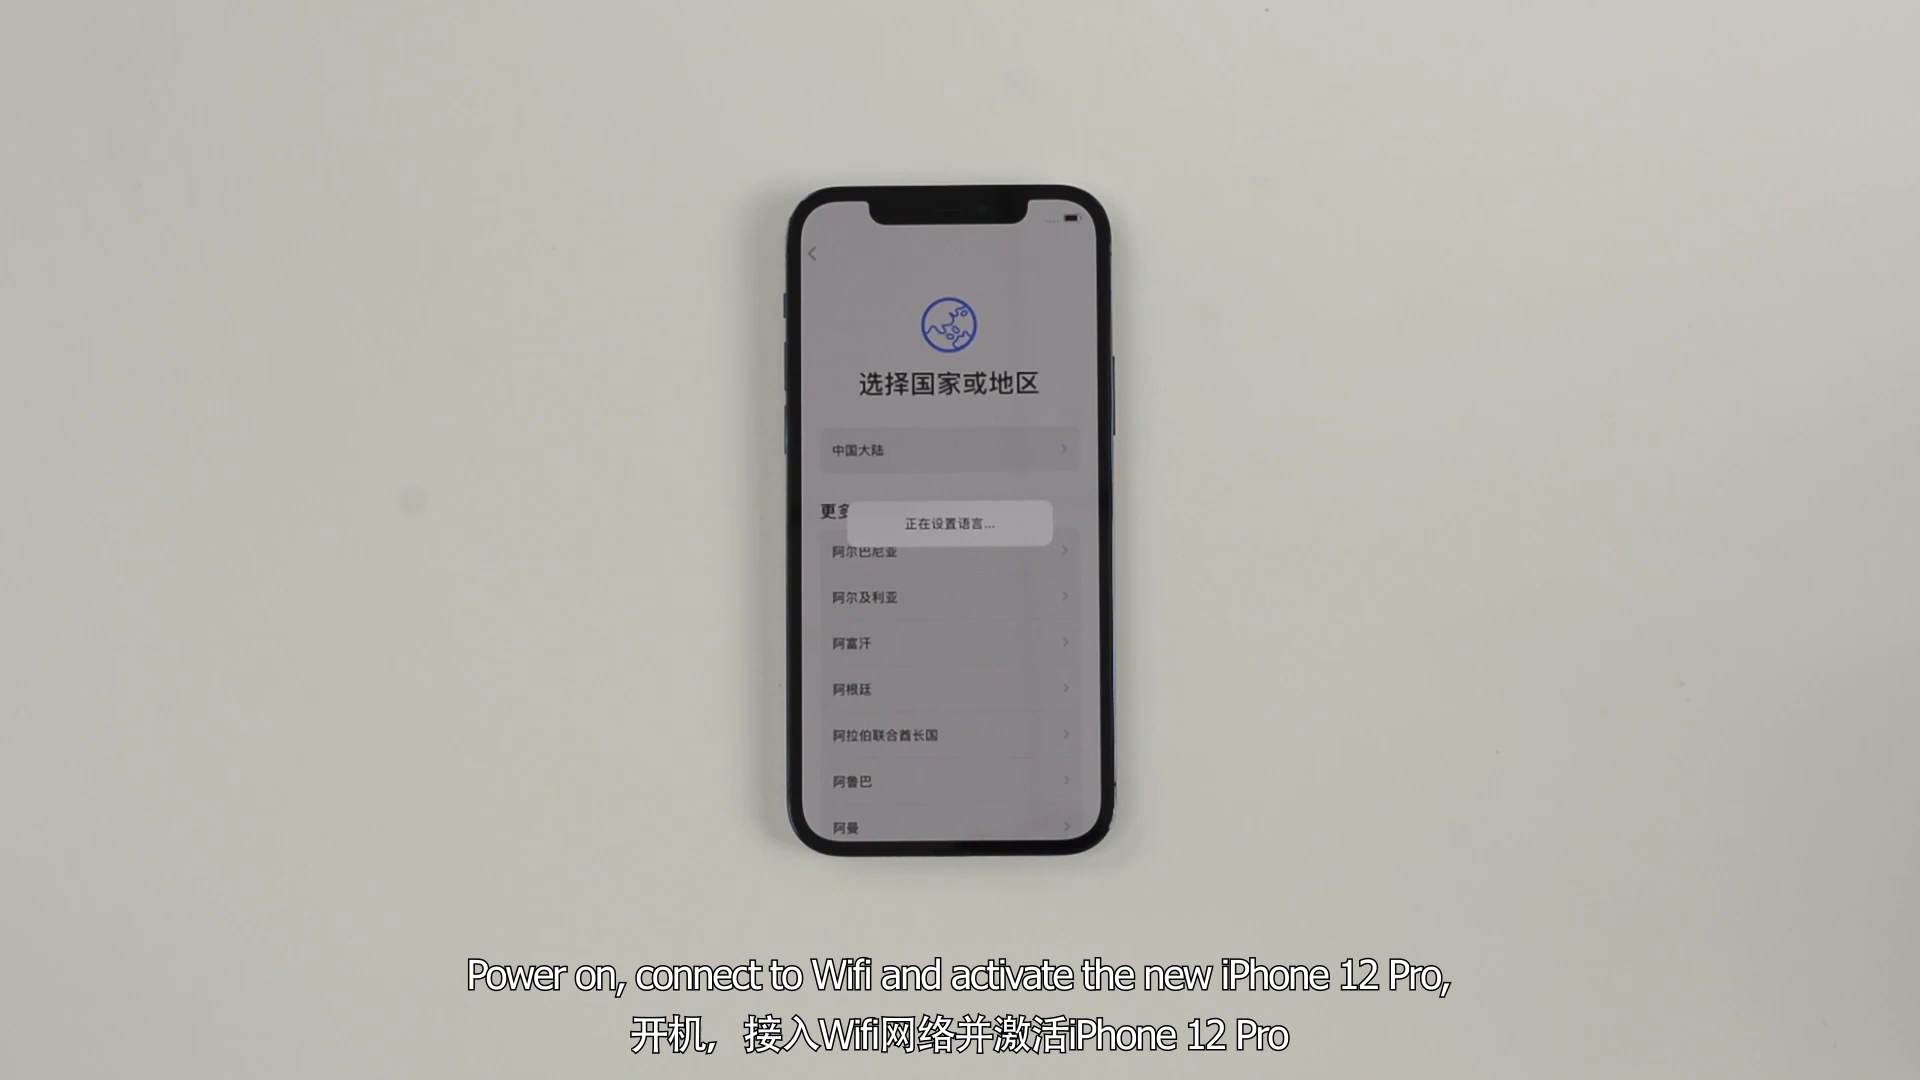 选择国家或地区
中国大陆
更多
正在设置语言...
阿尔巴尼亚
阿尔及利亚
阿富汗
阿根廷
阿拉伯联合酋长国
阿鲁巴
阿曼
Power on, connect to Wifi and activate the new iPhone 12 Pro,
开机，接入Wifi网络并激活iPhone 12 Pro